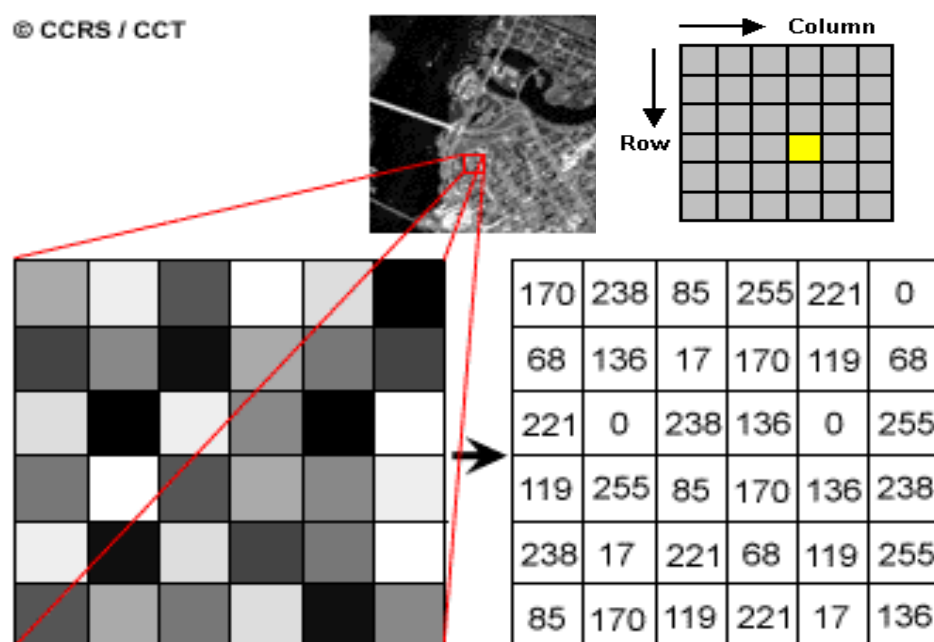 © CCRS / CCT
Column
Row
170 238 85 255 221 0
68 136 17 170 119 68
221 0 238 136 0 255
119 255 85 170 136 238
238 17 221 68 119 255
85 170 119 221 17 136